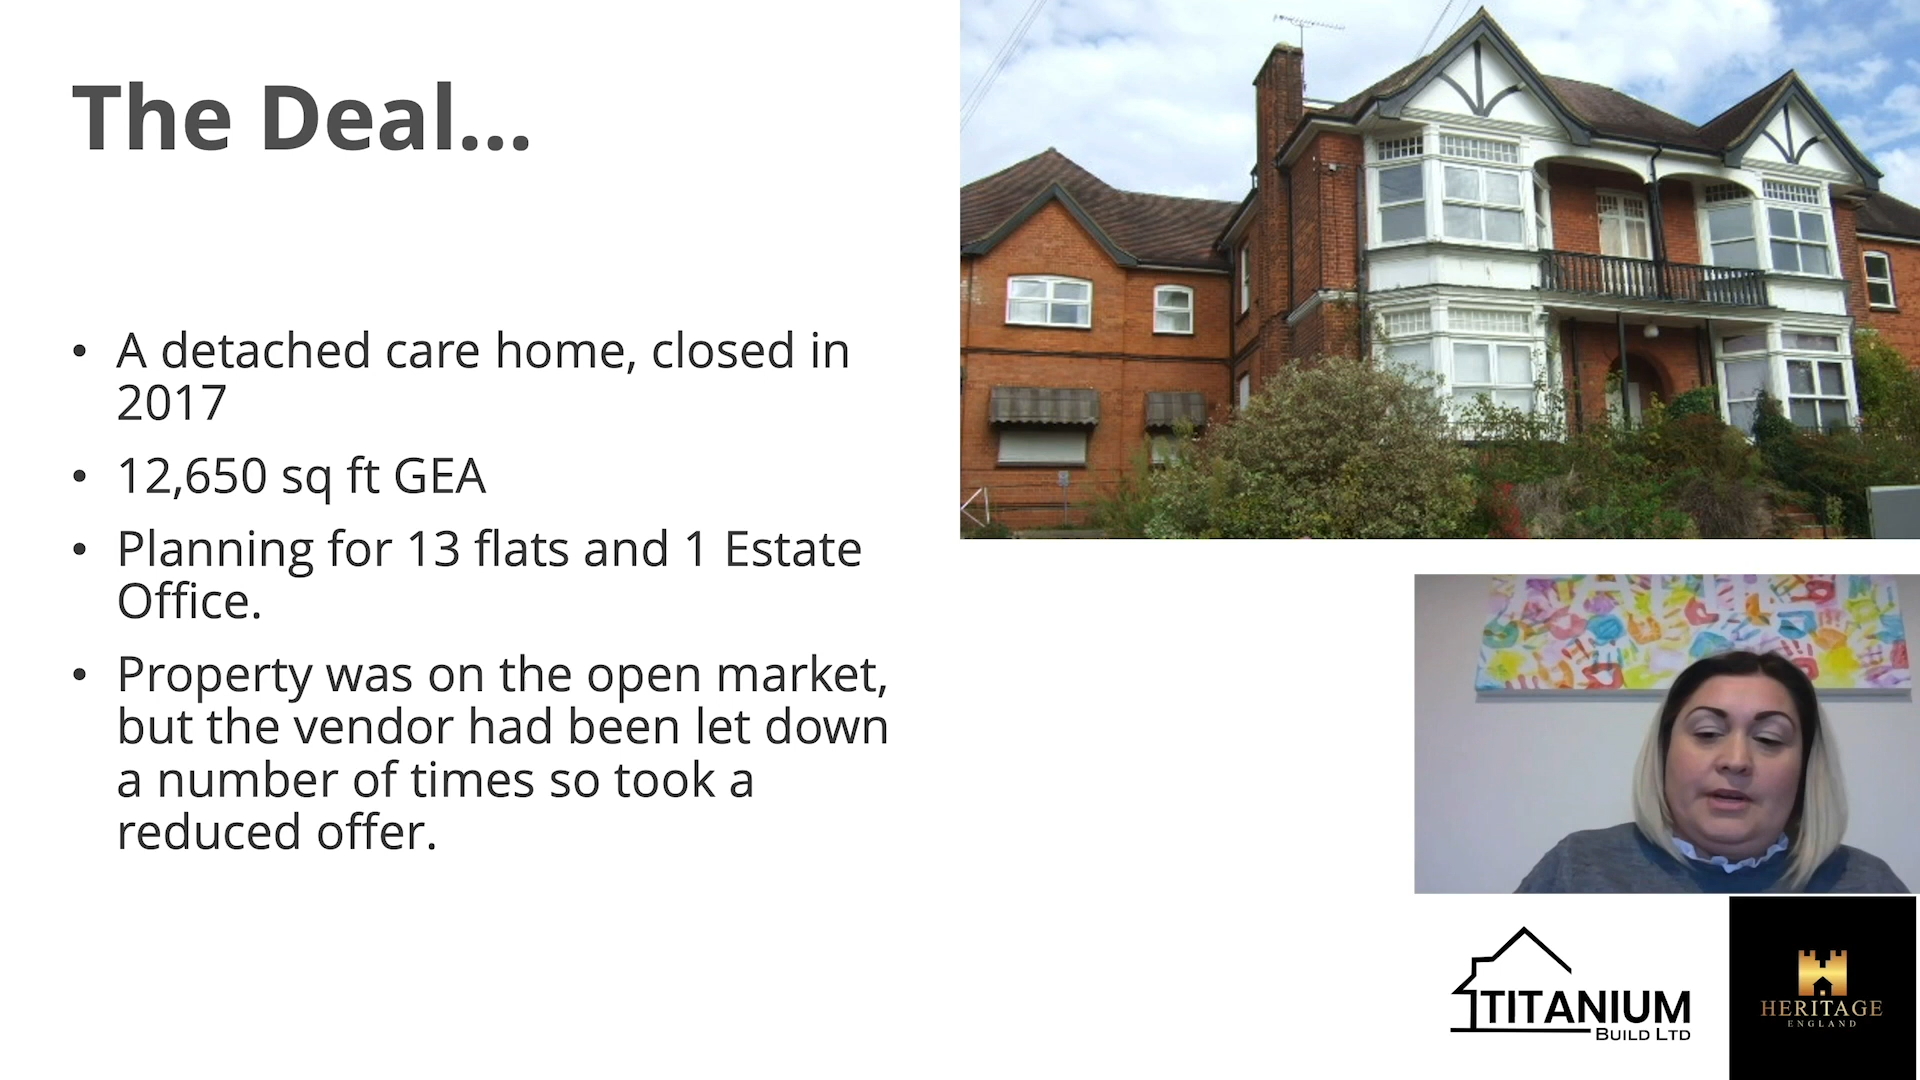 The Deal...
• A detached care home, closed in
2017
• 12,650 sq ft GEA
• Planning for 13 flats and 1 Estate
Office.
• Property was on the open market,
but the vendor had been let down
a number of times so took a
reduced offer.
TITANIUM
BUILD LTD
HERITAGE
ENGLAND